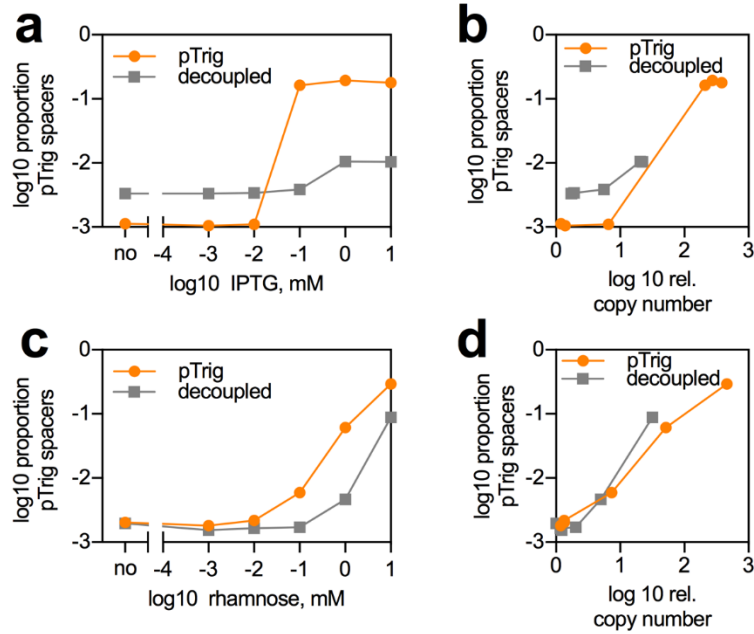 a
log10 proportion
pTrig spacers
0
-1
-2
-3
pTrig
decoupled
no -4 -3 -2 -1 0 1
log10 IPTG, mM
b
log10 proportion
pTrig spacers
0
-1
-2
-3
pTrig
decoupled
0 1 2 3
log 10 rel.
copy number
c
log10 proportion
pTrig spacers
0
-1
-2
-3
pTrig
decoupled
no -4 -3 -2 -1 0 1
log10 rhamnose, mM
d
log10 proportion
pTrig spacers
0
-1
-2
-3
pTrig
decoupled
0 1 2 3
log 10 rel.
copy number